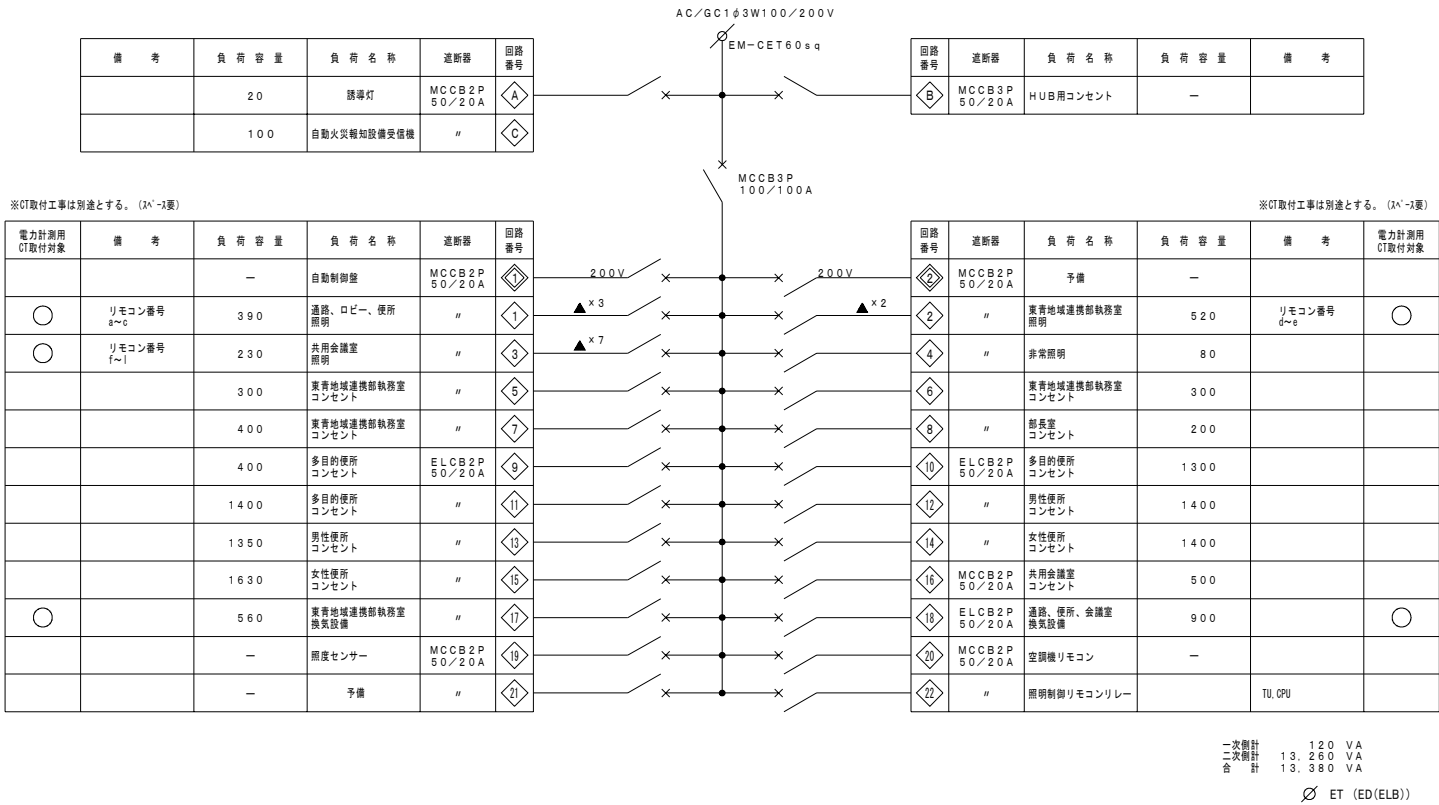 AC/GC1φ3W100/200V
EM-CET60sq
備 考 負荷容量 負荷名称 遮断器 回路番号
20 誘導灯 MCCB2P 50/20A A
100 自動火災報知設備受信機 〃 C
回路番号 遮断器 負荷名称 負荷容量 備 考
B MCCB3P 50/20A HUB用コンセント －
MCCB3P
100/100A
※CT取付工事は別途とする。（ｽﾍﾟｰｽ要）
※CT取付工事は別途とする。（ｽﾍﾟｰｽ要）
電力計測用CT取付対象 備 考 負荷容量 負荷名称 遮断器 回路番号
－ 自動制御盤 MCCB2P 50/20A 1 200V
○ リモコン番号 a～c 390 通路、ロビー、便所 照明 〃 1 ▲×3
○ リモコン番号 f～l 230 共用会議室 照明 〃 3 ▲×7
300 東青地域連携部執務室 コンセント 〃 5
400 東青地域連携部執務室 コンセント 〃 7
400 多目的便所 コンセント ELCB2P 50/20A 9
1400 多目的便所 コンセント 〃 11
1350 男性便所 コンセント 〃 13
1630 女性便所 コンセント 〃 15
○ 560 東青地域連携部執務室 換気設備 〃 17
－ 照度センサー MCCB2P 50/20A 19
－ 予備 〃 21
回路番号 遮断器 負荷名称 負荷容量 備 考 電力計測用CT取付対象
200V 2 MCCB2P 50/20A 予備 －
▲×2 2 〃 東青地域連携部執務室 照明 520 リモコン番号 d～e ○
4 〃 非常照明 80
6 東青地域連携部執務室 コンセント 300
8 〃 部長室 コンセント 200
10 ELCB2P 50/20A 多目的便所 コンセント 1300
12 〃 男性便所 コンセント 1400
14 〃 女性便所 コンセント 1400
16 MCCB2P 50/20A 共用会議室 コンセント 500
18 ELCB2P 50/20A 通路、便所、会議室 換気設備 900 ○
20 MCCB2P 50/20A 空調機リモコン －
22 〃 照明制御リモコンリレー TU,CPU
一次側計 120 VA
二次側計 13,260 VA
合 計 13,380 VA
ET (ED(ELB))